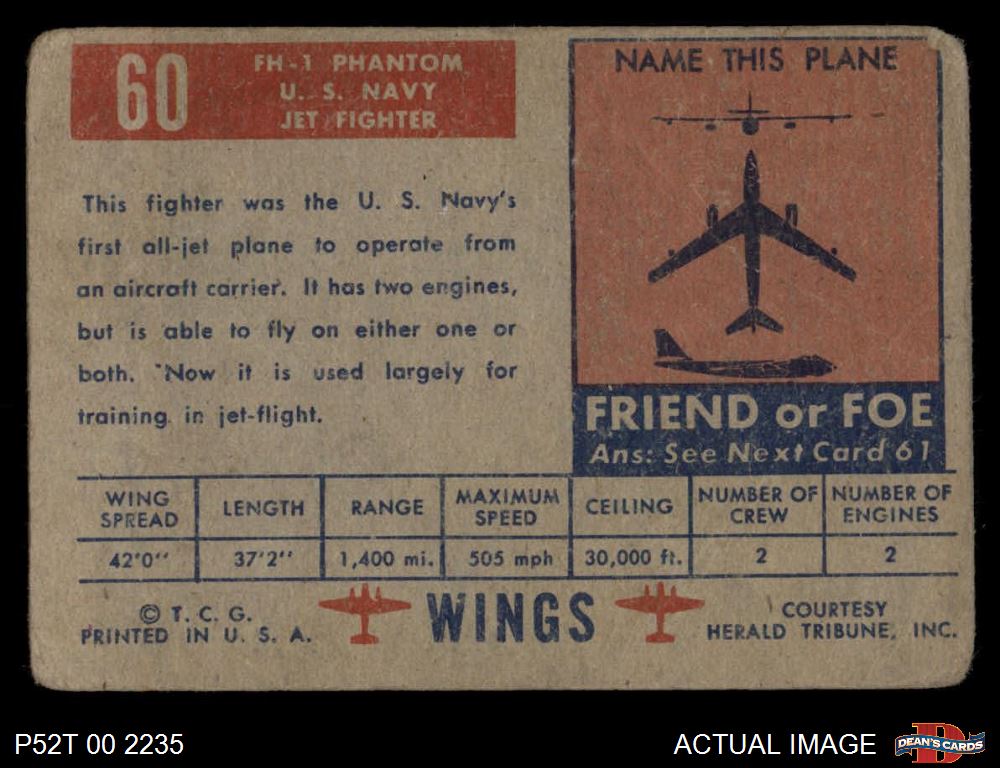 60
FH-1 PHANTOM
U. S. NAVY
JET FIGHTER
This fighter was the U. S. Navy's
first all-jet plane to operate from
an aircraft carrier. It has two engines,
but is able to fly on either one or
both. Now it is used largely for
training in jet-flight.
NAME THIS PLANE
FRIEND or FOE
Ans: See Next Card 61
WING SPREAD LENGTH RANGE MAXIMUM SPEED CEILING NUMBER OF CREW NUMBER OF ENGINES
42'0'' 37'2'' 1,400 mi. 505 mph 30,000 ft. 2 2
© T. C. G.
PRINTED IN U. S. A.
WINGS
COURTESY
HERALD TRIBUNE, INC.
P52T 00 2235
ACTUAL IMAGE
D
DEAN'S CARDS